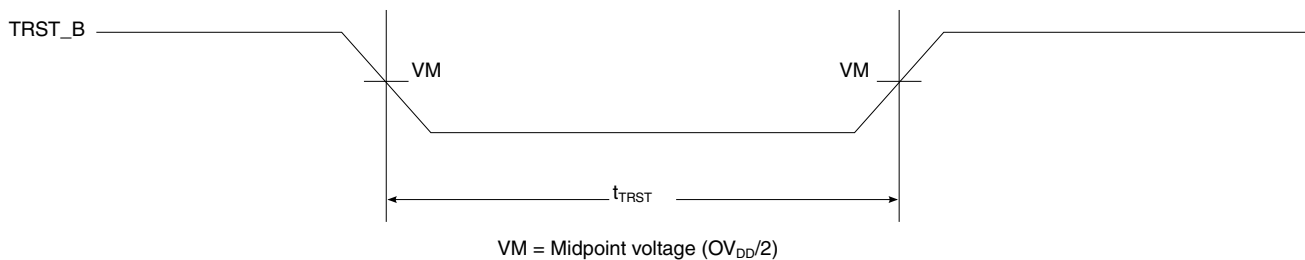 TRST_B
VM
VM
tTRST
VM = Midpoint voltage (OVDD/2)